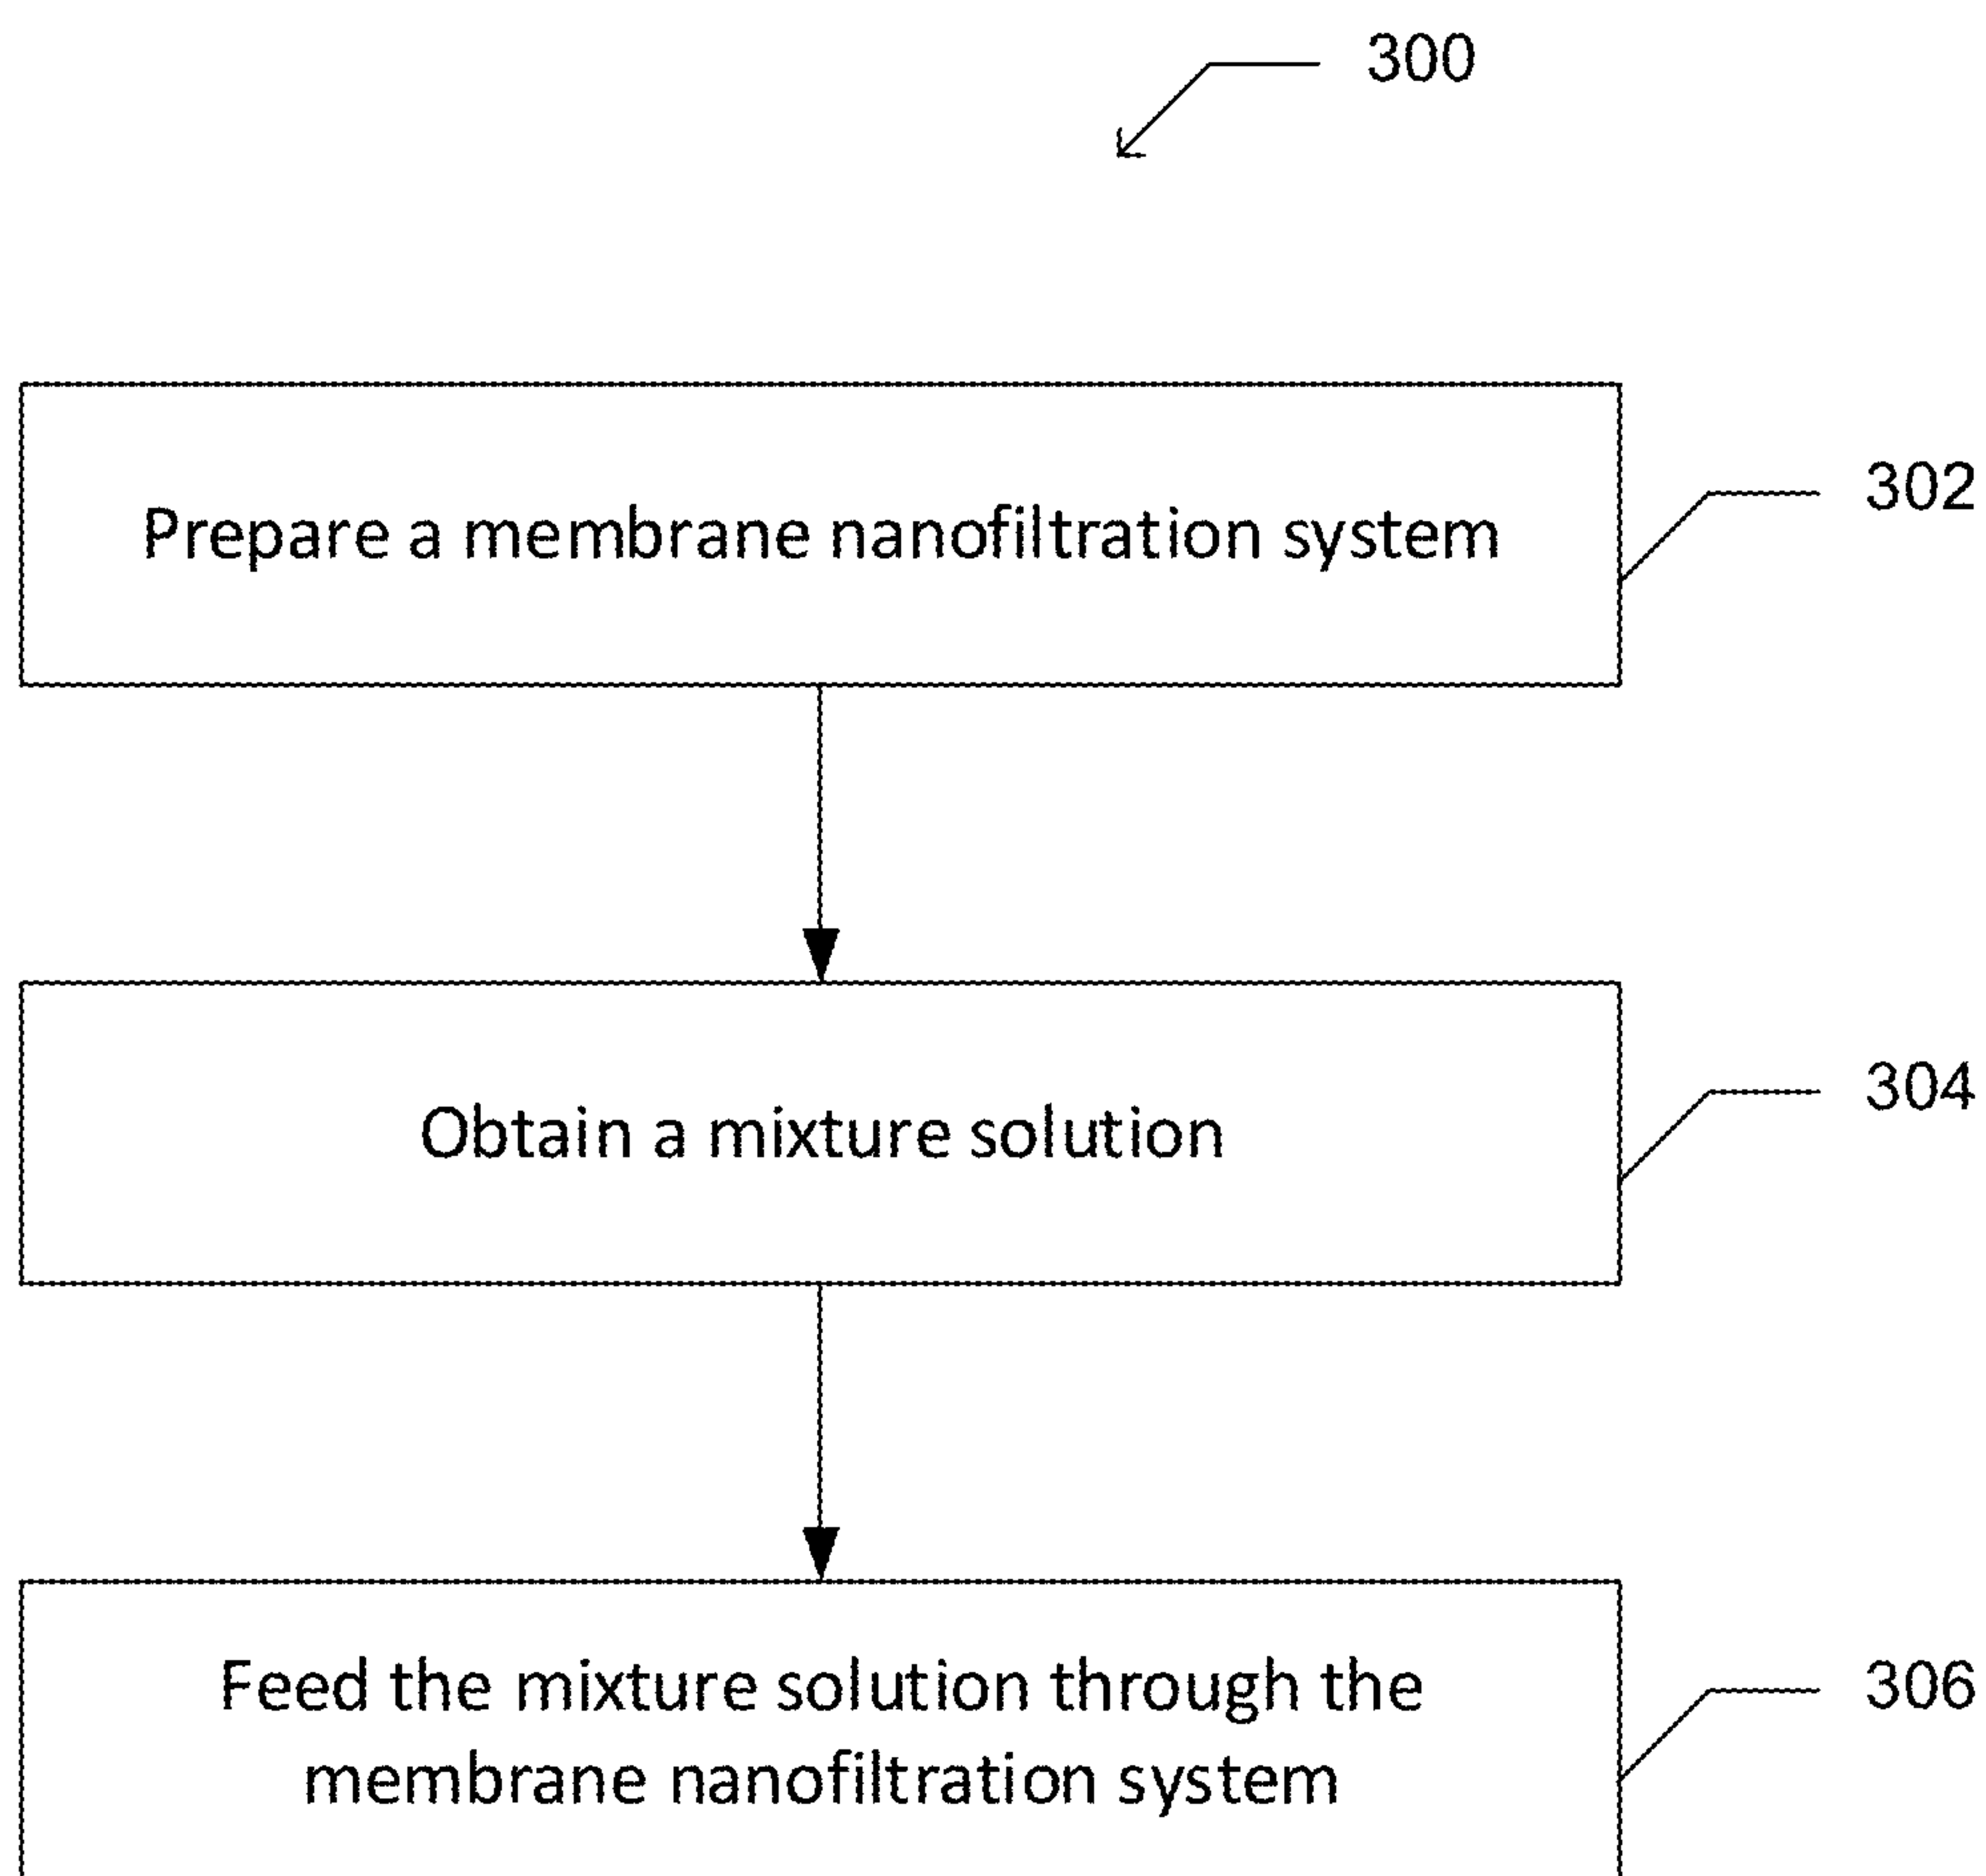 300
Prepare a membrane nanofiltration system
302
Obtain a mixture solution
304
Feed the mixture solution through the
membrane nanofiltration system
306